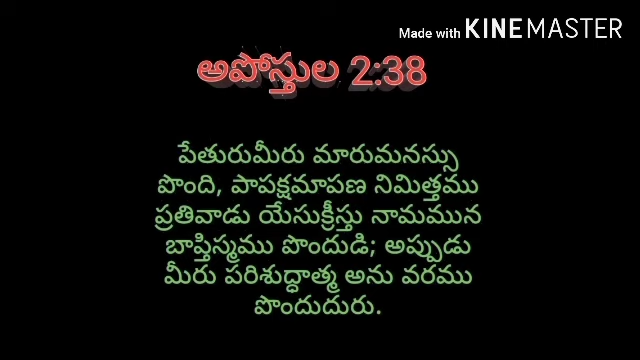 Made with KINEMASTER
అపోస్తుల 2:38
పేతురుమీరు మారుమనస్సు
పొంది, పాపక్షమాపణ నిమిత్తము
ప్రతివాడు యేసుక్రీస్తు నామమున
బాప్తిస్మము పొందుడి; అప్పుడు
మీరు పరిశుద్ధాత్మ అను వరము
పొందుదురు.